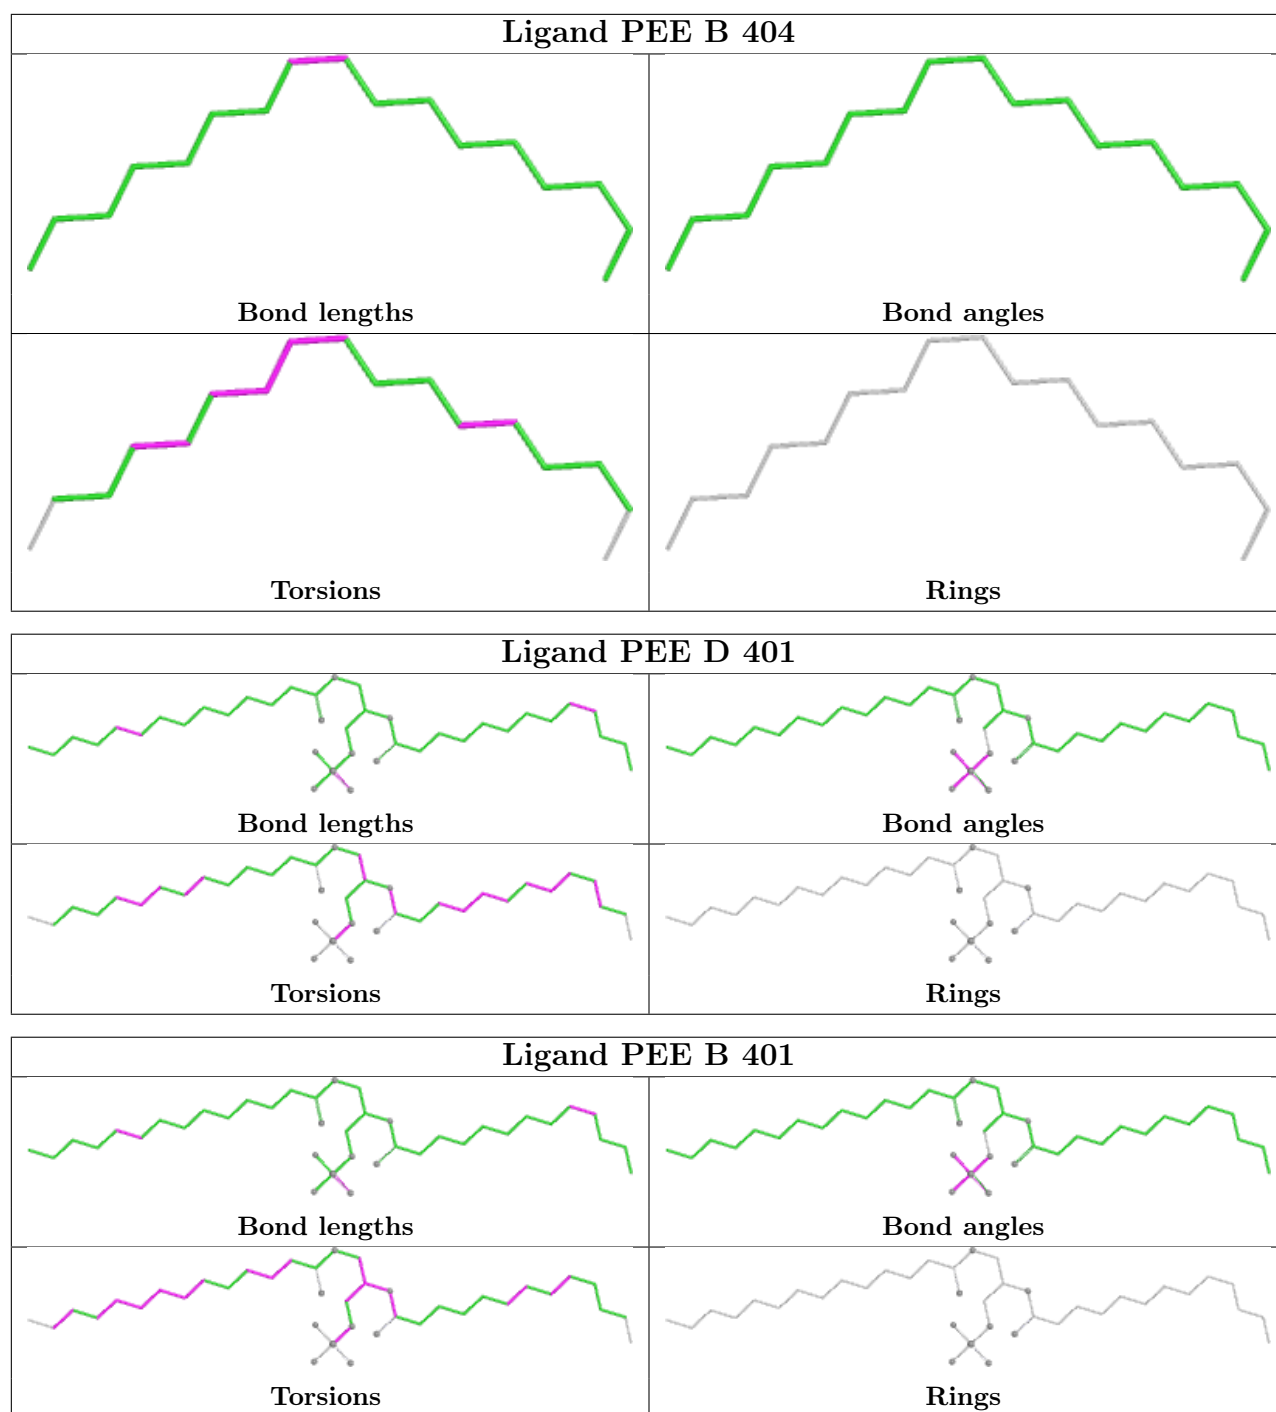 Ligand PEE B 404
Bond lengths
Bond angles
Torsions
Rings
Ligand PEE D 401
Bond lengths
Bond angles
Torsions
Rings
Ligand PEE B 401
Bond lengths
Bond angles
Torsions
Rings